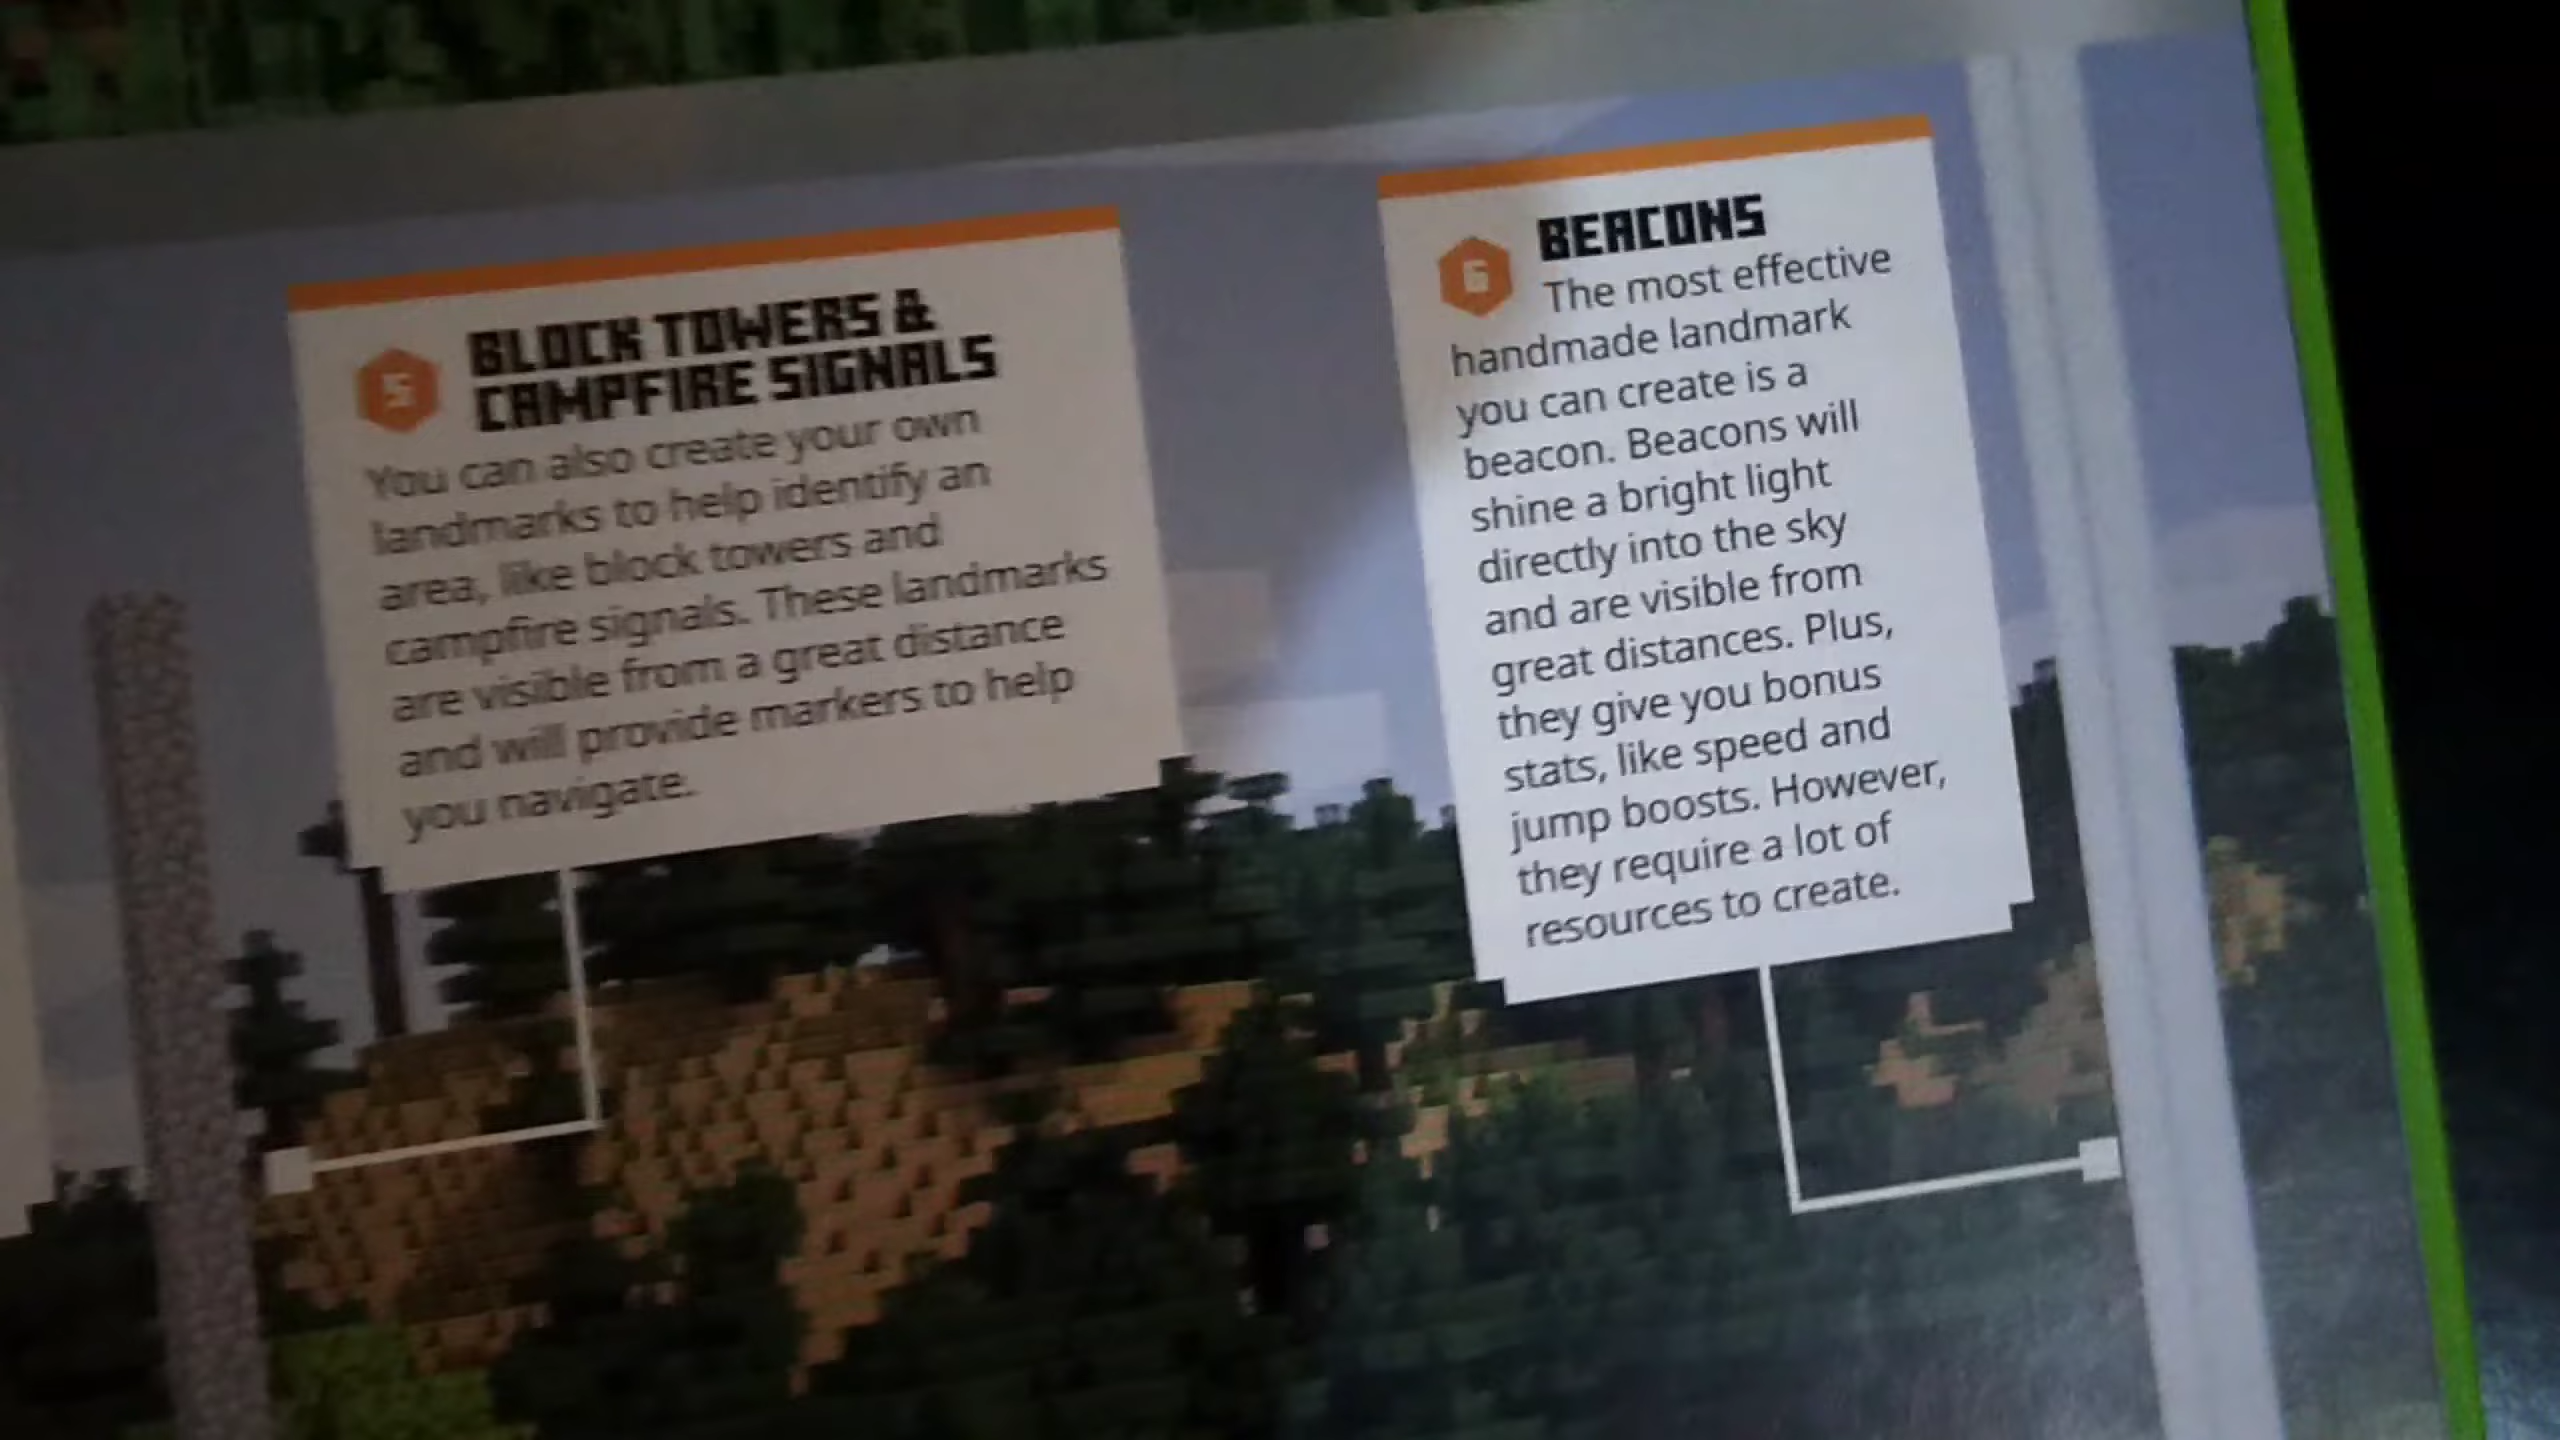 5
BLOCK TOWERS &
CAMPFIRE SIGNALS
You can also create your own
landmarks to help identify an
area, like block towers and
campfire signals. These landmarks
are visible from a great distance
and will provide markers to help
you navigate.
6
BEACONS
The most effective
handmade landmark
you can create is a
beacon. Beacons will
shine a bright light
directly into the sky
and are visible from
great distances. Plus,
they give you bonus
stats, like speed and
jump boosts. However,
they require a lot of
resources to create.